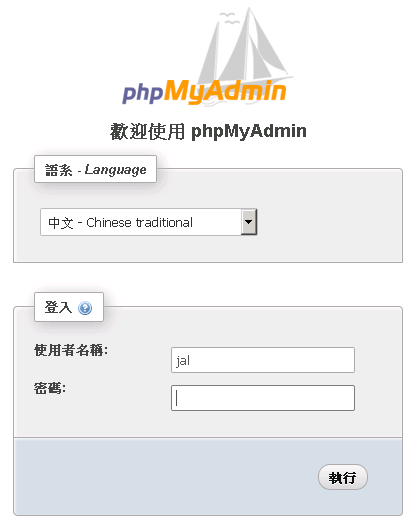 phpMyAdmin
歡迎使用 phpMyAdmin
語系 - Language
中文 - Chinese traditional
登入 ?
使用者名稱:
jal
密碼:
執行